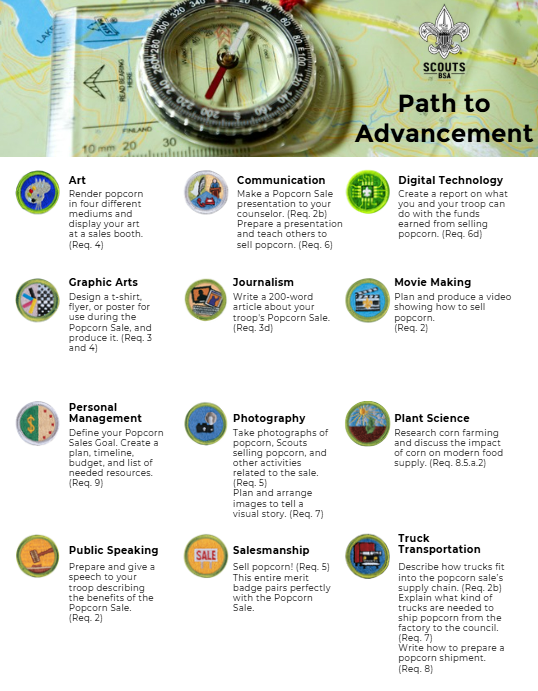 LAKE
READ BEARING
HERE
FINLAND
10 mm 20 30
SCOUTS
BSA
Path to
Advancement
Art
Render popcorn
in four different
mediums and
display your art
at a sales booth.
(Req. 4)
Communication
Make a Popcorn Sale
presentation to your
counselor. (Req. 2b)
Prepare a presentation
and teach others to
sell popcorn. (Req. 6)
Digital Technology
Create a report on what
you and your troop can
do with the funds
earned from selling
popcorn. (Req. 6d)
Graphic Arts
Design a t-shirt,
flyer, or poster for
use during the
Popcorn Sale, and
produce it. (Req. 3
and 4)
Journalism
Write a 200-word
article about your
troop's Popcorn Sale.
(Req. 3d)
Movie Making
Plan and produce a video
showing how to sell
popcorn.
(Req. 2)
Personal
Management
Define your Popcorn
Sales Goal. Create a
plan, timeline,
budget, and list of
needed resources.
(Req. 9)
Photography
Take photographs of
popcorn, Scouts
selling popcorn, and
other activities
related to the sale.
(Req. 5)
Plan and arrange
images to tell a
visual story. (Req. 7)
Plant Science
Research corn farming
and discuss the impact
of corn on modern food
supply. (Req. 8.5.a.2)
Public Speaking
Prepare and give a
speech to your
troop describing
the benefits of the
Popcorn Sale.
(Req. 2)
SALE
Salesmanship
Sell popcorn! (Req. 5)
This entire merit
badge pairs perfectly
with the Popcorn
Sale.
Truck
Transportation
Describe how trucks fit
into the popcorn sale's
supply chain. (Req. 2b)
Explain what kind of
trucks are needed to
ship popcorn from the
factory to the council.
(Req. 7)
Write how to prepare a
popcorn shipment.
(Req. 8)